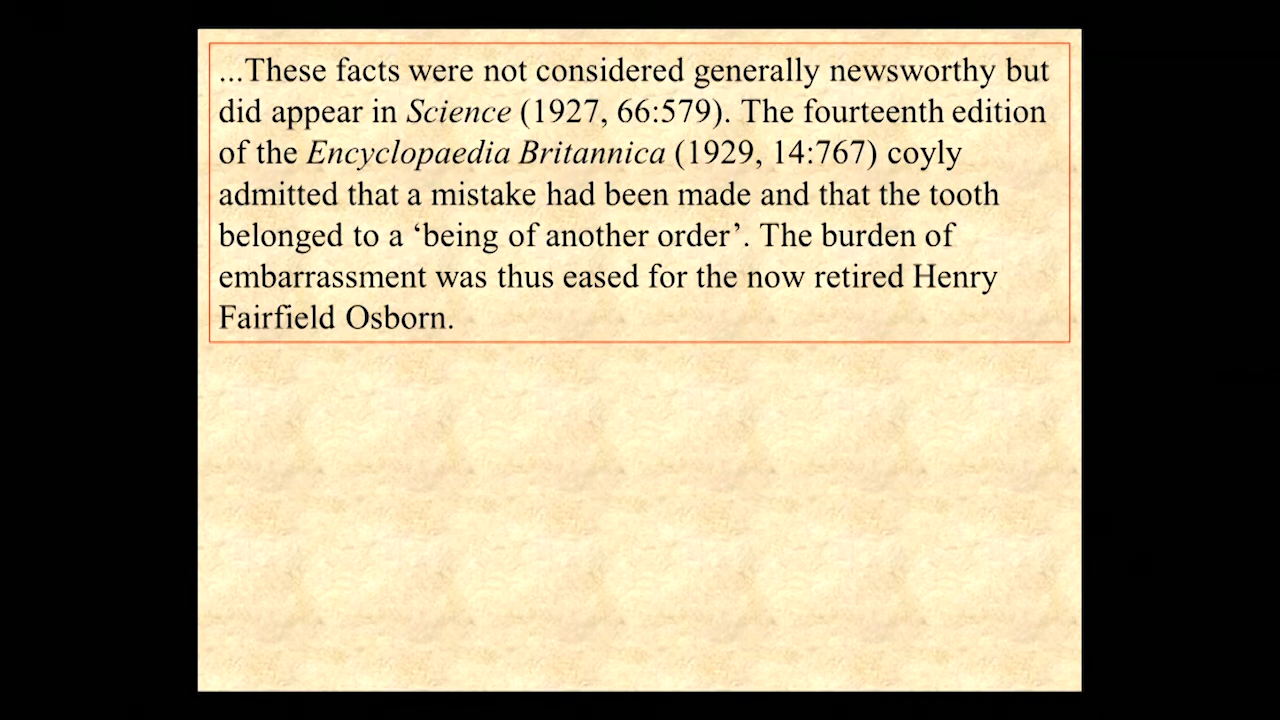 ...These facts were not considered generally newsworthy but
did appear in Science (1927, 66:579). The fourteenth edition
of the Encyclopaedia Britannica (1929, 14:767) coyly
admitted that a mistake had been made and that the tooth
belonged to a ‘being of another order’. The burden of
embarrassment was thus eased for the now retired Henry
Fairfield Osborn.